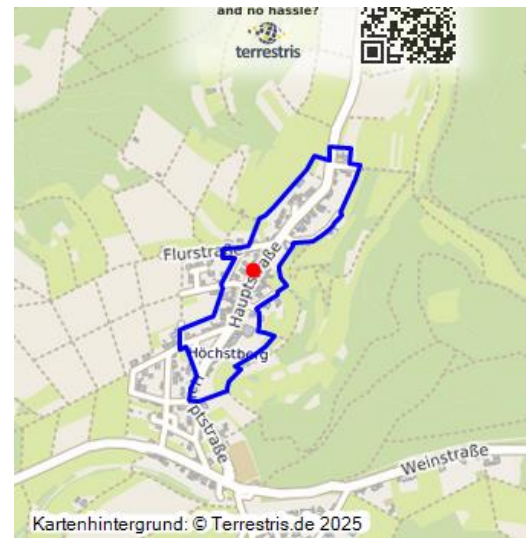 and no hassle?
terrestris
Flurstraße
Hauptstraße
Höchstberg
ptstraße
Weinstraße
Kartenhintergrund: © Terrestris.de 2025